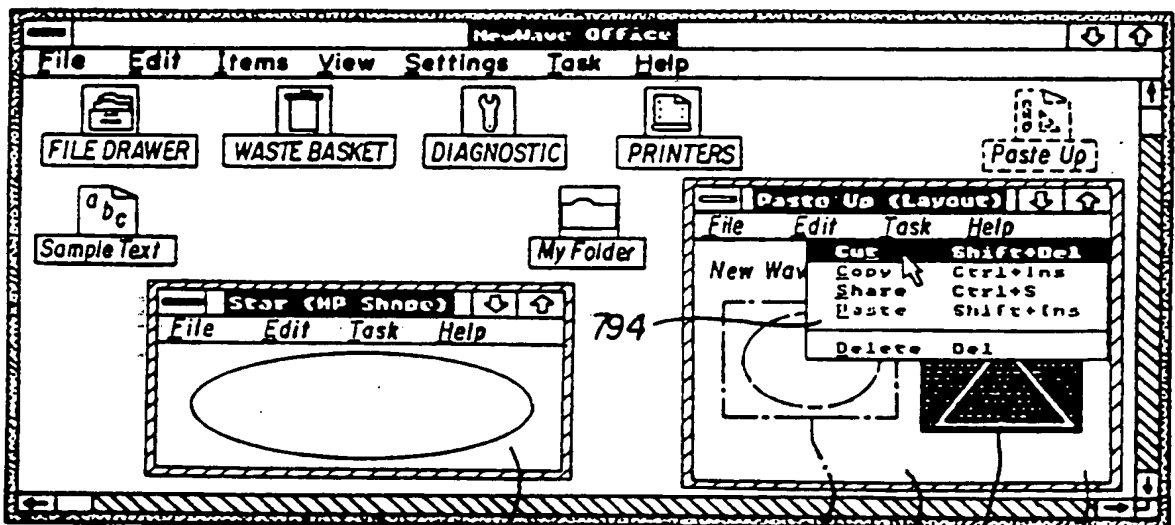 NewWave Office
File Edit Items View Settings Task Help
FILE DRAWER WASTE BASKET DIAGNOSTIC PRINTERS Paste Up
abc
Sample Text
My Folder
Paste Up (Layout)
File Edit Task Help
Cut Shift+Del
New Wav
Copy Ctrl+Ins
Share Ctrl+S
Paste Shift+Ins
Delete Del
Star (HP Shape)
File Edit Task Help
794